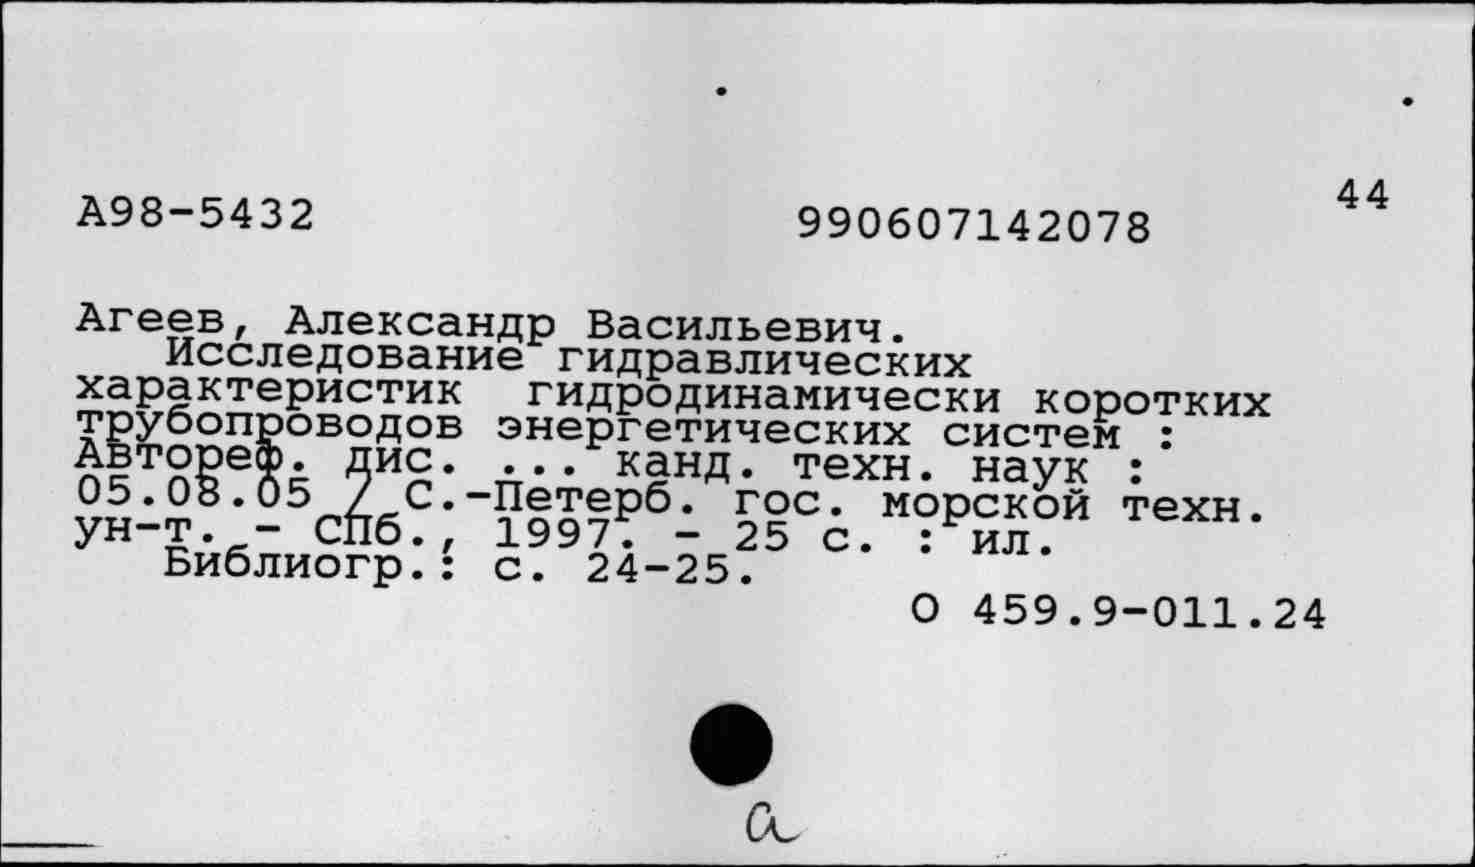 А98-5432 990607142078 44
Агеев, Александр Васильевич.
Исследование гидравлических
характеристик гидродинамически коротких
трубопроводов энергетических систем :
Автореф. дис. ... канд. техн. наук :
05.08.05 / С.-Петерб. гос. морской техн.
ун-т. - СПб., 1997. - 25 с. : ил.
Библиогр.: с. 24-25.
О 459.9-011.24
а